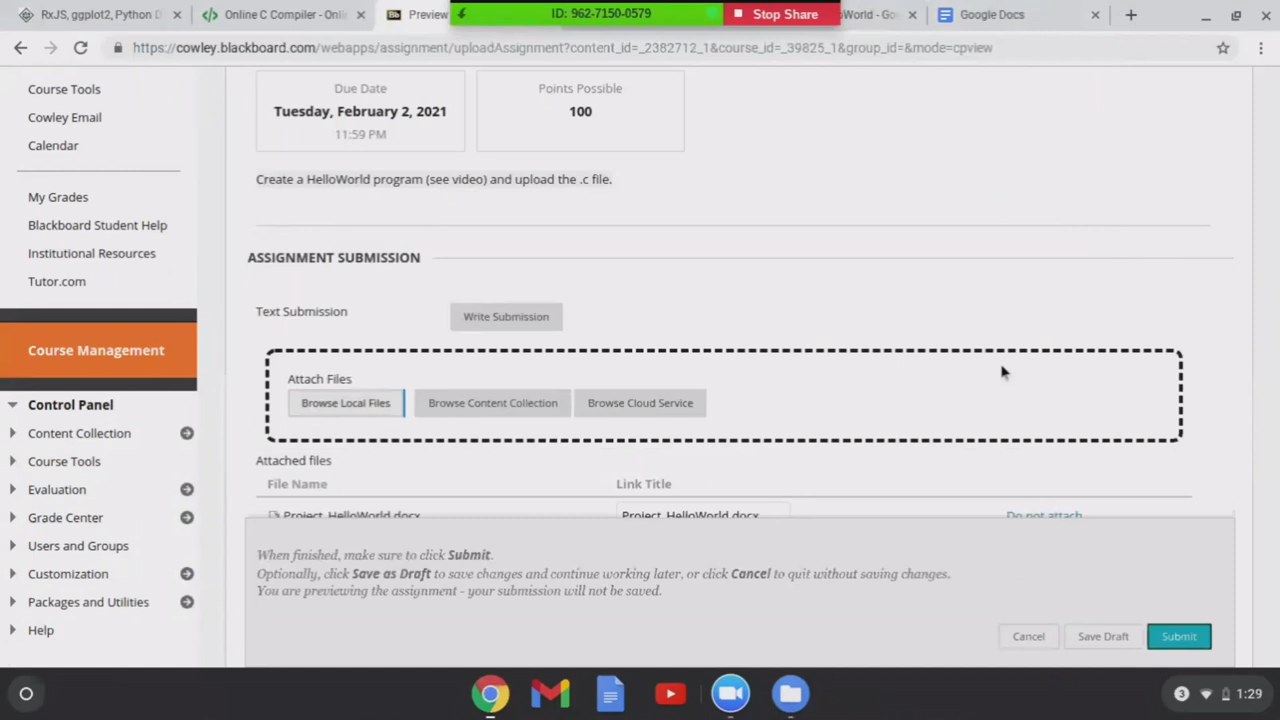 RxJS, ggplot2, Python D
Online C Compiler - Onlin
Preview
ID: 962-7150-0579
Stop Share
World - Goo
Google Docs
https://cowley.blackboard.com/webapps/assignment/uploadAssignment?content_id=_2382712_1&course_id=_39825_1&group_id=&mode=cpview
Course Tools
Cowley Email
Calendar
My Grades
Blackboard Student Help
Institutional Resources
Tutor.com
Course Management
Control Panel
Content Collection
Course Tools
Evaluation
Grade Center
Users and Groups
Customization
Packages and Utilities
Help
Due Date
Tuesday, February 2, 2021
11:59 PM
Points Possible
100
Create a HelloWorld program (see video) and upload the .c file.
ASSIGNMENT SUBMISSION
Text Submission
Write Submission
Attach Files
Browse Local Files
Browse Content Collection
Browse Cloud Service
Attached files
File Name
Link Title
Project_HelloWorld.docx
Project_HelloWorld.docx
Do not attach
When finished, make sure to click Submit.
Optionally, click Save as Draft to save changes and continue working later, or click Cancel to quit without saving changes.
You are previewing the assignment - your submission will not be saved.
Cancel
Save Draft
Submit
3
1:29